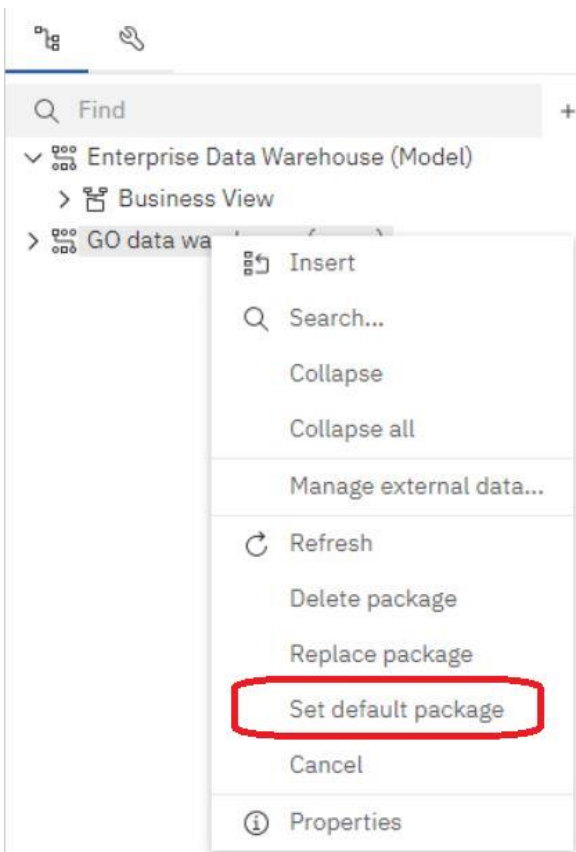 Find
+
Enterprise Data Warehouse (Model)
Business View
GO data wa
Insert
Search...
Collapse
Collapse all
Manage external data...
Refresh
Delete package
Replace package
Set default package
Cancel
Properties